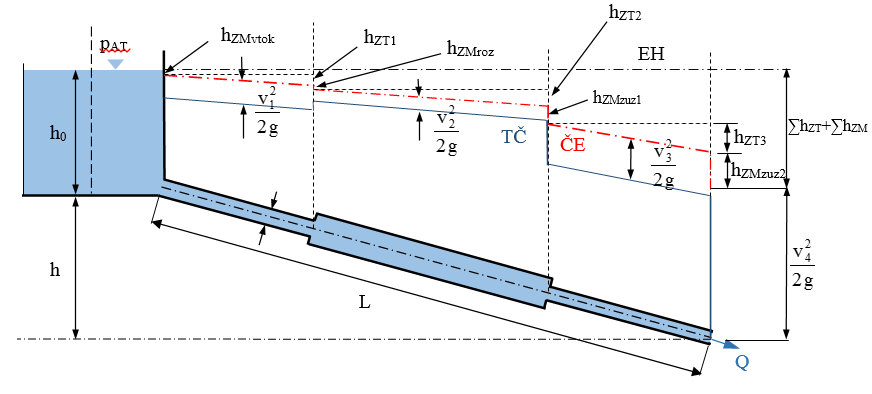 hZT2
hZMvtok
hZT1
hZMroz
pAT
EH
hZMzuz1
v₁²
2g
v₂²
2g
TČ
ČE
v₃²
2g
hZT3
hZMzuz2
∑hZT+∑hZM
h0
h
L
v₄²
2g
Q